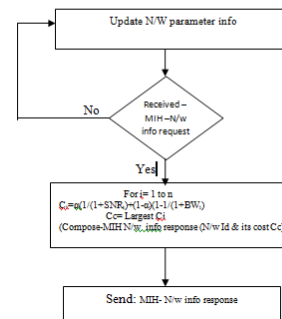 Update N/W parameter info
Received –
MIH –N/w
info request
No
Yes
For i= 1 to n
Ci=α(1/(1+SNRi)+(1-α)(1-1/(1+BWi)
Cc= Largest Ci
(Compose-MIH N/w. info response (N/w Id & its cost Cc)
Send: MIH- N/w info response